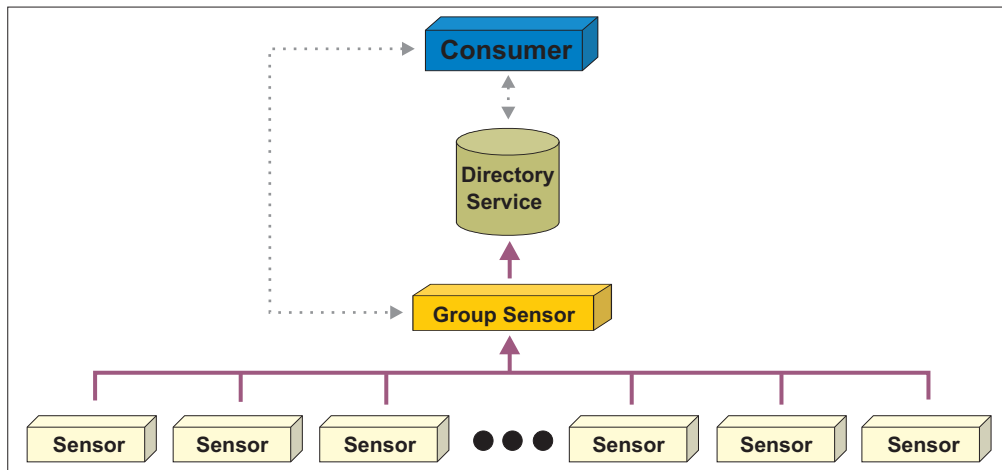 Consumer
Directory
Service
Group Sensor
Sensor
Sensor
Sensor
Sensor
Sensor
Sensor